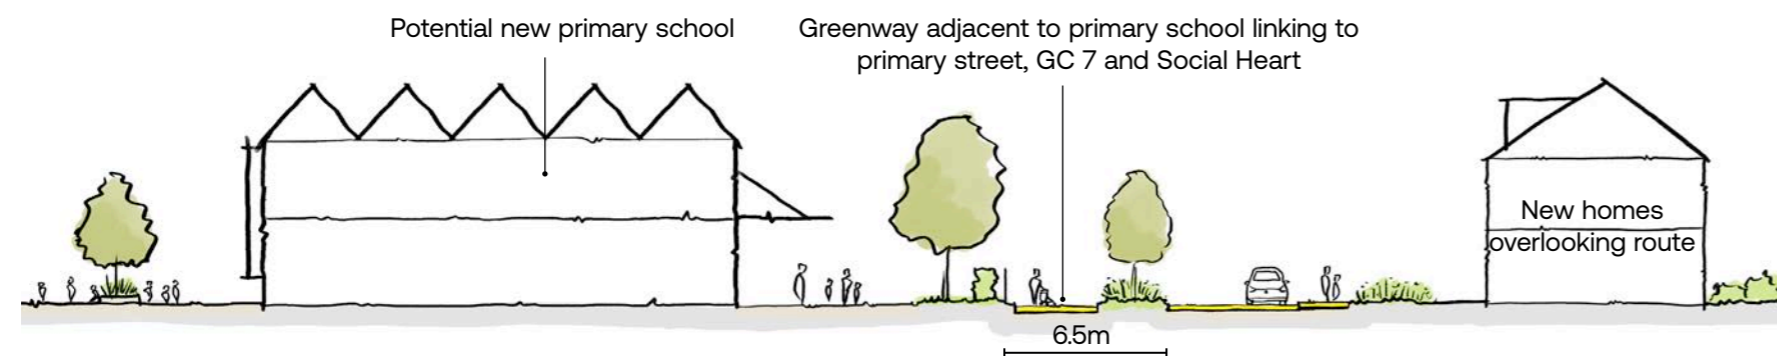 Potential new primary school
Greenway adjacent to primary school linking to
primary street, GC 7 and Social Heart
New homes
overlooking route
6.5m